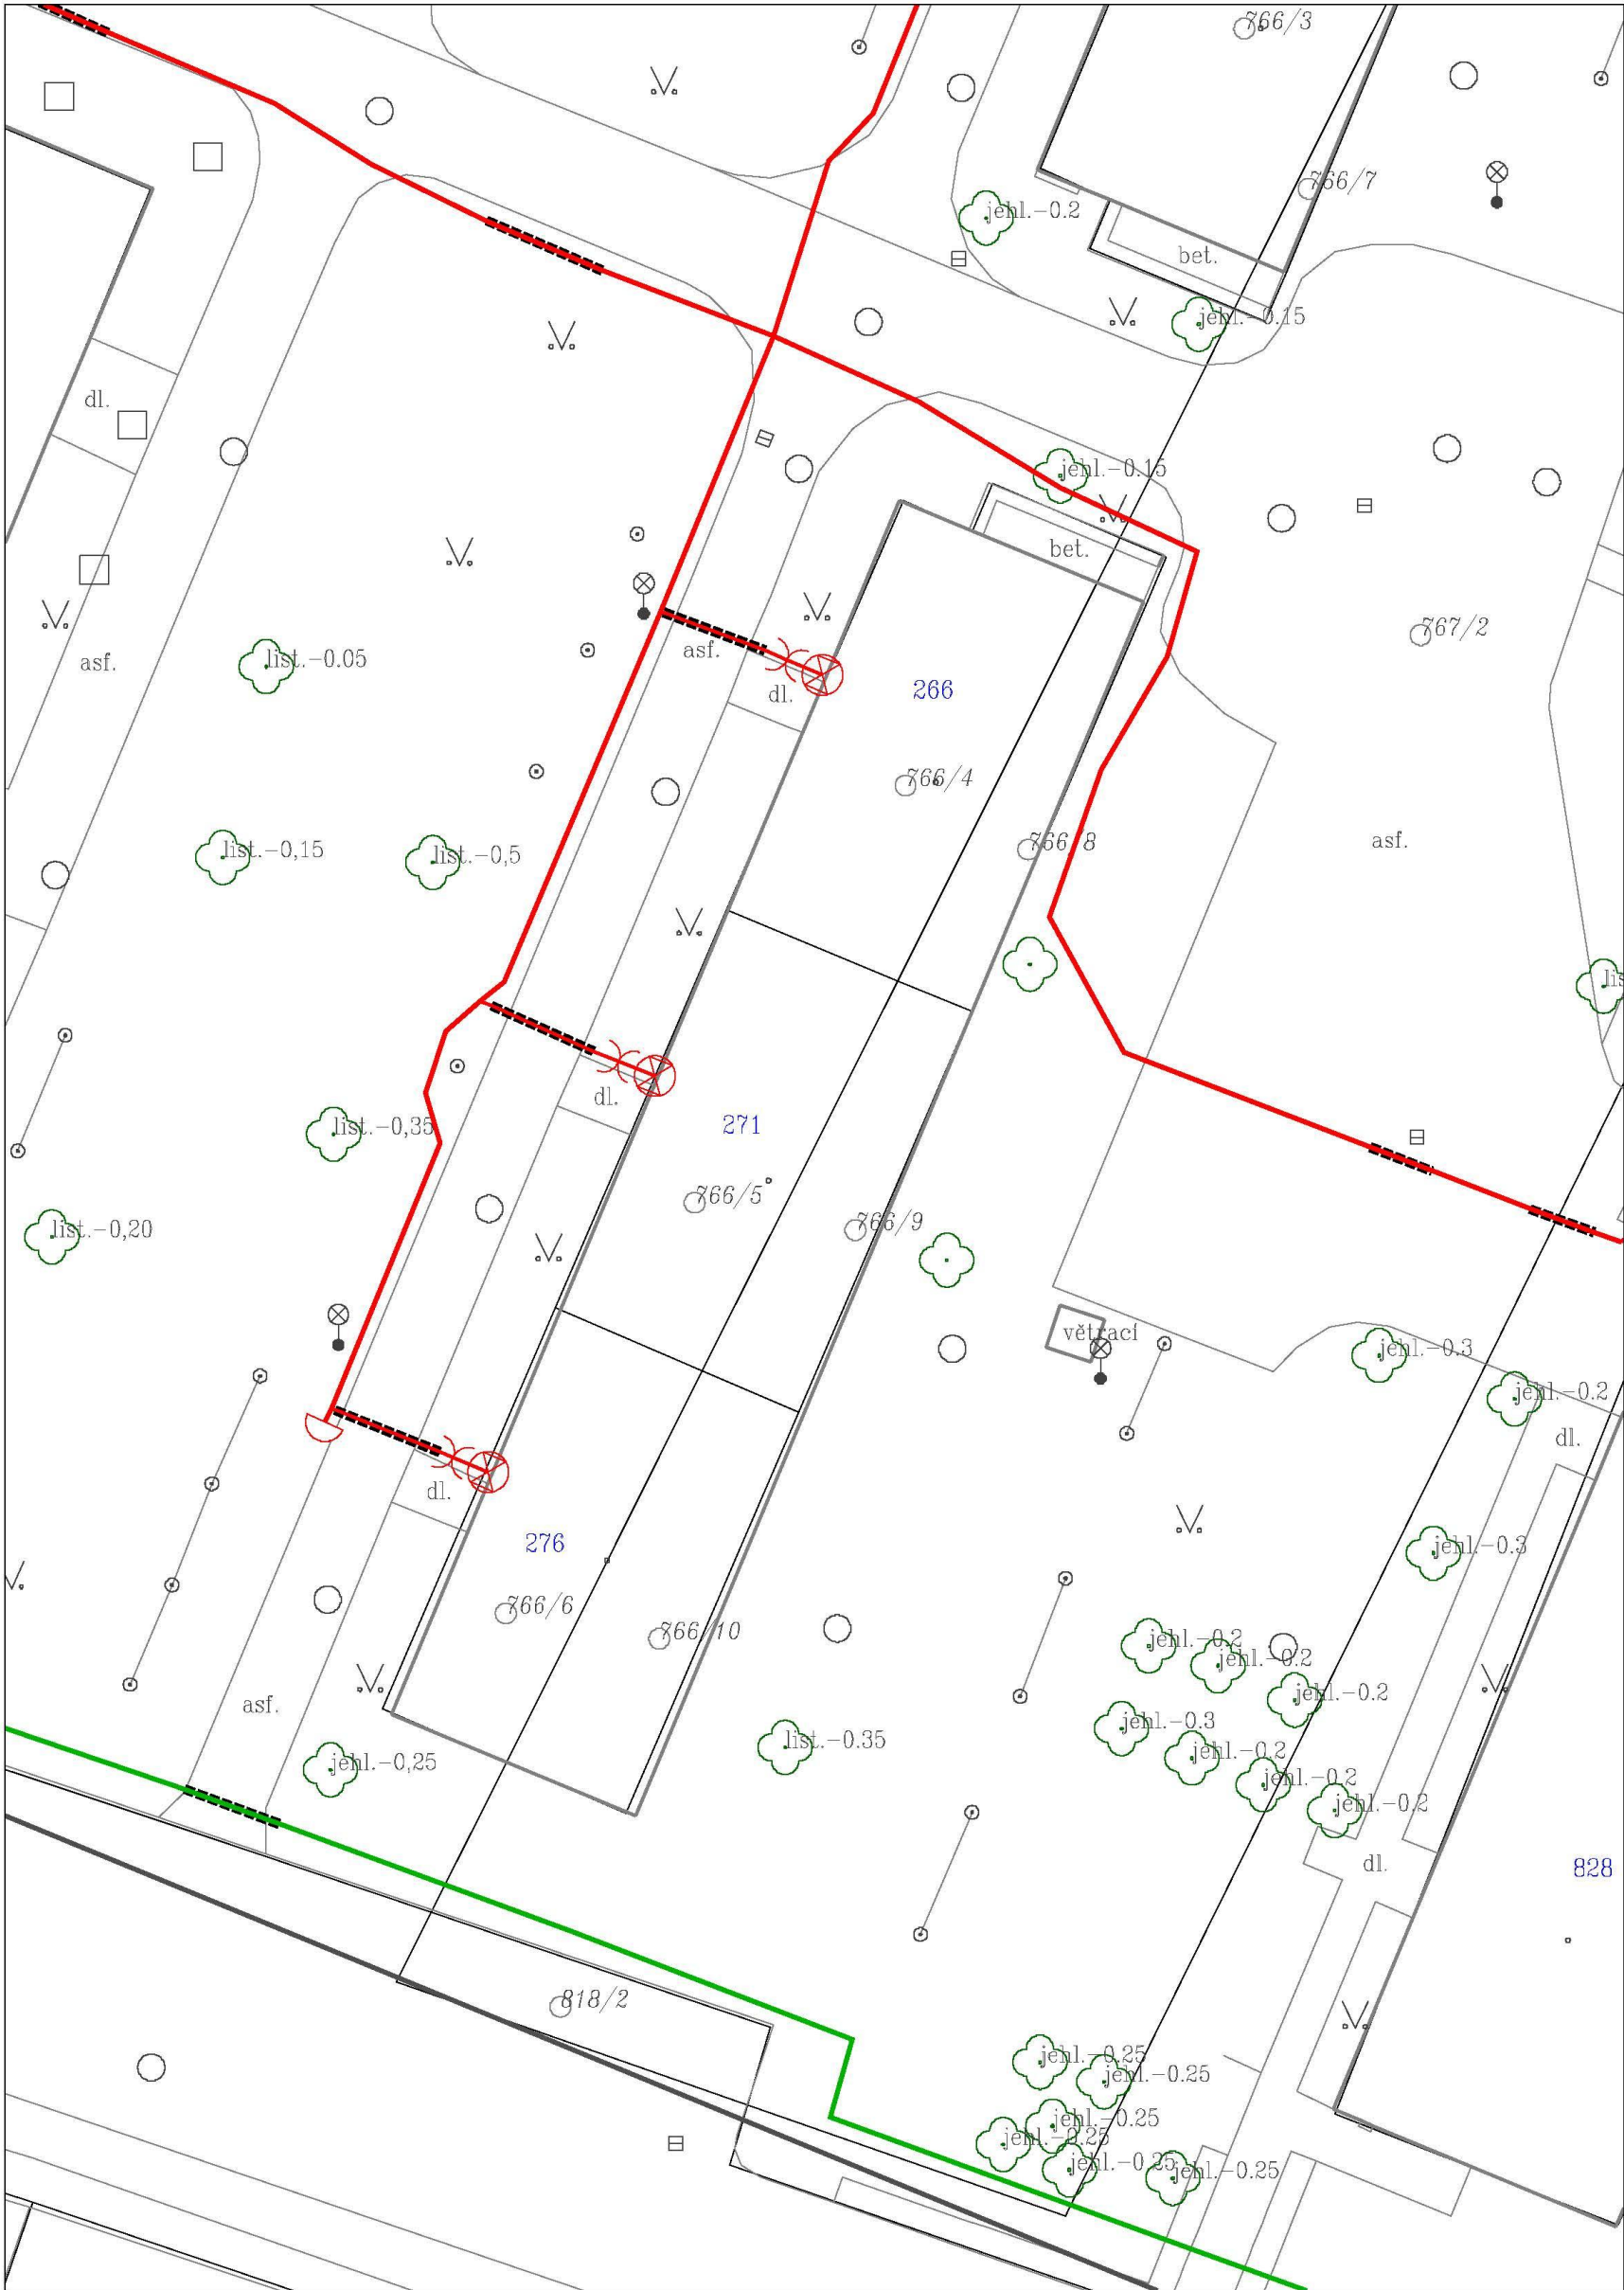 766/3
766/7
jehl.-0.2
bet.
jehl.-0.15
dl.
jehl.-0.15
bet.
767/2
asf.
asf.
list.-0.05
dl.
266
766/4
asf.
766/8
list.-0,15
list.-0,5
lis
dl.
271
list.-0,35
766/5
766/9
list.-0,20
větrací
jehl.-0.3
jehl.-0.2
dl.
dl.
276
jehl.-0.3
766/6
766/10
jehl.-0.2
jehl.-0.2
jehl.-0.2
asf.
jehl.-0.3
list.-0.35
jehl.-0.2
jehl.-0,25
jehl.-0.2
jehl.-0.2
dl.
828
818/2
jehl.-0.25
jehl.-0.25
jehl.-0.25
jehl.-0.25
jehl.-0.25
jehl.-0.25